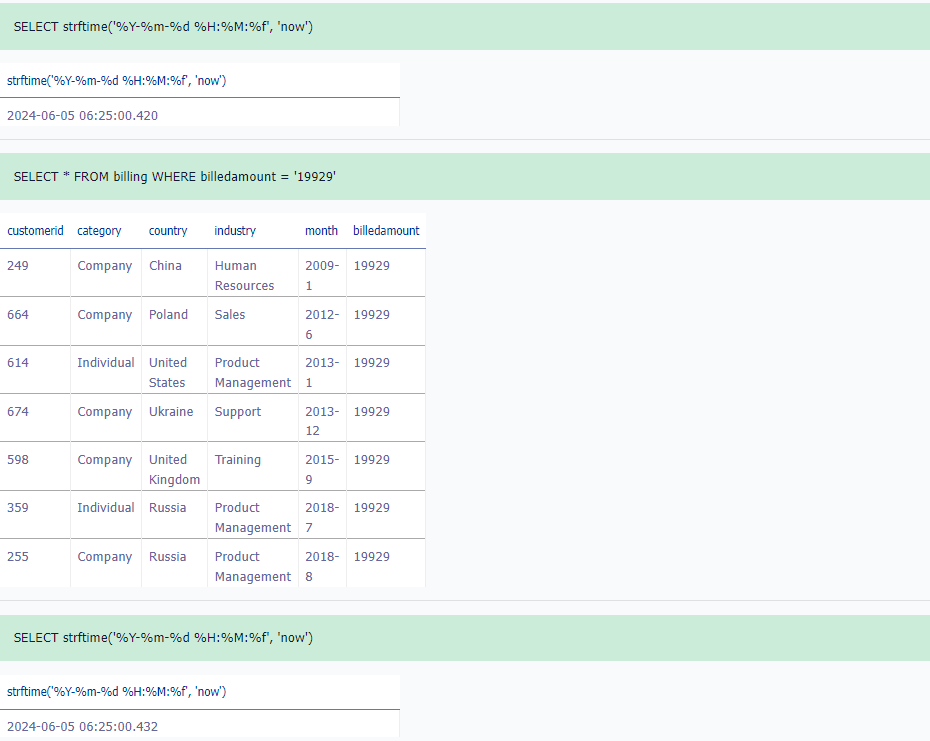 SELECT strftime('%Y-%m-%d %H:%M:%f', 'now')
strftime('%Y-%m-%d %H:%M:%f', 'now')
2024-06-05 06:25:00.420
SELECT * FROM billing WHERE billedamount = '19929'
customerid category country industry month billedamount
249 Company China Human 2009- 19929
Resources 1
664 Company Poland Sales 2012- 19929
6
614 Individual United Product 2013- 19929
States Management 1
674 Company Ukraine Support 2013- 19929
12
598 Company United Training 2015- 19929
Kingdom 9
359 Individual Russia Product 2018- 19929
Management 7
255 Company Russia Product 2018- 19929
Management 8
SELECT strftime('%Y-%m-%d %H:%M:%f', 'now')
strftime('%Y-%m-%d %H:%M:%f', 'now')
2024-06-05 06:25:00.432